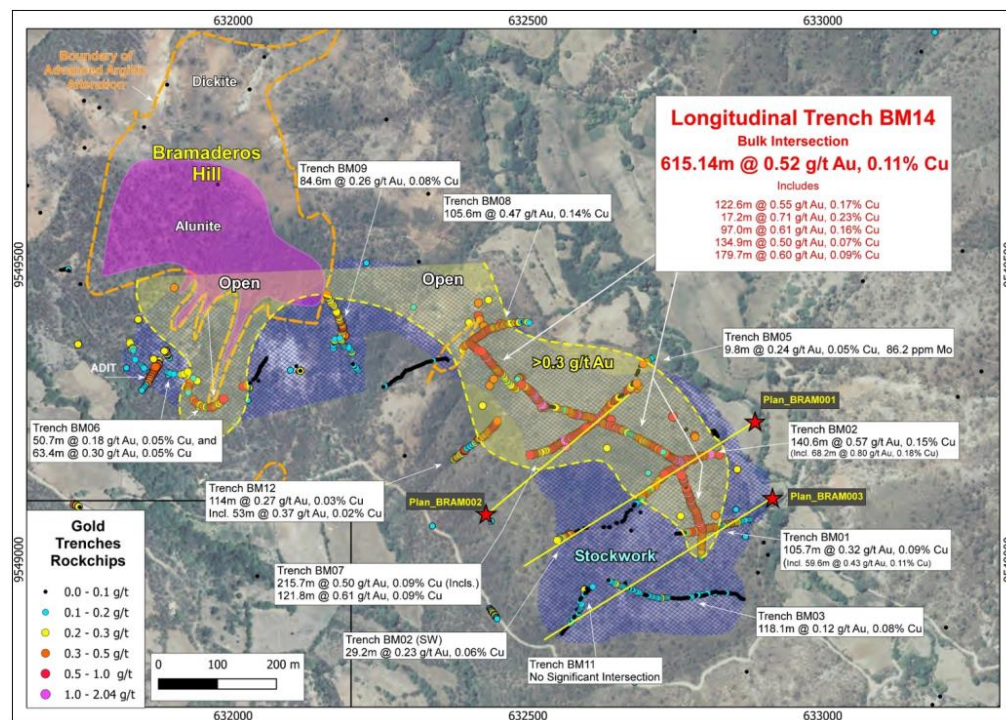 632000
632500
633000
Boundary of
Advanced Argillic
Alteration
Dickite
Bramaderos
Hill
Alunite
Open
Open
Trench BM09
84.6m @ 0.26 g/t Au, 0.08% Cu
Trench BM08
105.6m @ 0.47 g/t Au, 0.14% Cu
Longitudinal Trench BM14
Bulk Intersection
615.14m @ 0.52 g/t Au, 0.11% Cu
Includes
122.6m @ 0.55 g/t Au, 0.17% Cu
17.2m @ 0.71 g/t Au, 0.23% Cu
97.0m @ 0.61 g/t Au, 0.16% Cu
134.9m @ 0.50 g/t Au, 0.07% Cu
179.7m @ 0.60 g/t Au, 0.09% Cu
9549500
Trench BM05
9.8m @ 0.24 g/t Au, 0.05% Cu, 86.2 ppm Mo
>0.3 g/t Au
ADIT
Plan_BRAM001
Trench BM06
50.7m @ 0.18 g/t Au, 0.05% Cu, and
63.4m @ 0.30 g/t Au, 0.05% Cu
Trench BM02
140.6m @ 0.57 g/t Au, 0.15% Cu
(Incl. 68.2m @ 0.80 g/t Au, 0.18% Cu)
Trench BM12
114m @ 0.27 g/t Au, 0.03% Cu
Incl. 53m @ 0.37 g/t Au, 0.02% Cu
Plan_BRAM002
Plan_BRAM003
Trench BM01
105.7m @ 0.32 g/t Au, 0.09% Cu
(Incl. 59.6m @ 0.43 g/t Au, 0.11% Cu)
9549000
Stockwork
Trench BM07
215.7m @ 0.50 g/t Au, 0.09% Cu (Incls.)
121.8m @ 0.61 g/t Au, 0.09% Cu
Trench BM03
118.1m @ 0.12 g/t Au, 0.08% Cu
Trench BM02 (SW)
29.2m @ 0.23 g/t Au, 0.06% Cu
Trench BM11
No Significant Intersection
Gold
Trenches
Rockchips
0.0 - 0.1 g/t
0.1 - 0.2 g/t
0.2 - 0.3 g/t
0.3 - 0.5 g/t
0.5 - 1.0 g/t
1.0 - 2.04 g/t
0 100 200 m
632000
632500
633000